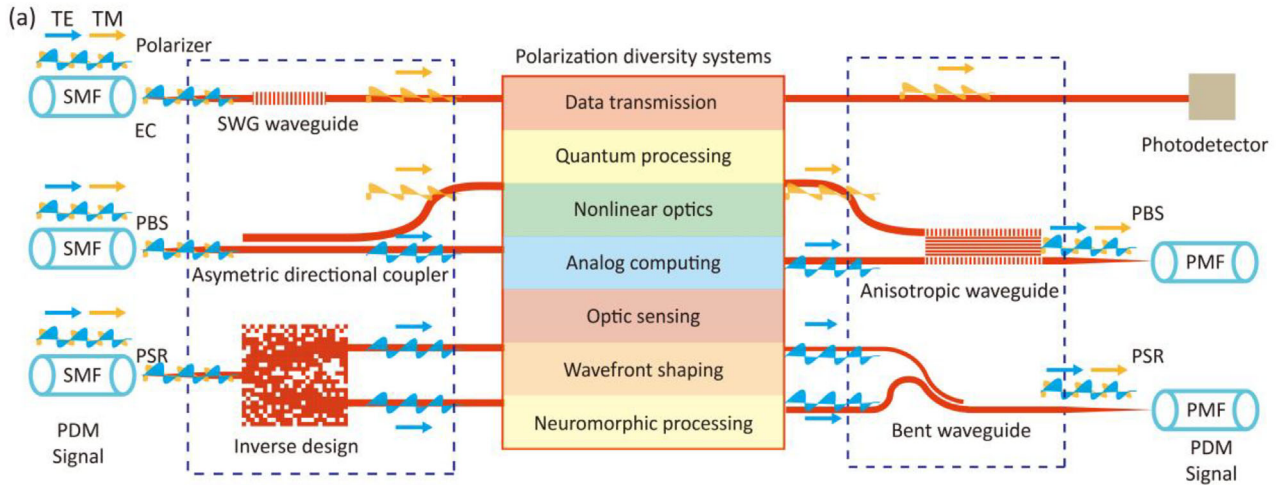 (a)
TE TM
Polarizer
SMF
EC
SWG waveguide
PBS
SMF
Asymetric directional coupler
PSR
SMF
Inverse design
PDM
Signal
Polarization diversity systems
Data transmission
Quantum processing
Nonlinear optics
Analog computing
Optic sensing
Wavefront shaping
Neuromorphic processing
Photodetector
PBS
PMF
Anisotropic waveguide
PSR
PMF
Bent waveguide
PDM
Signal